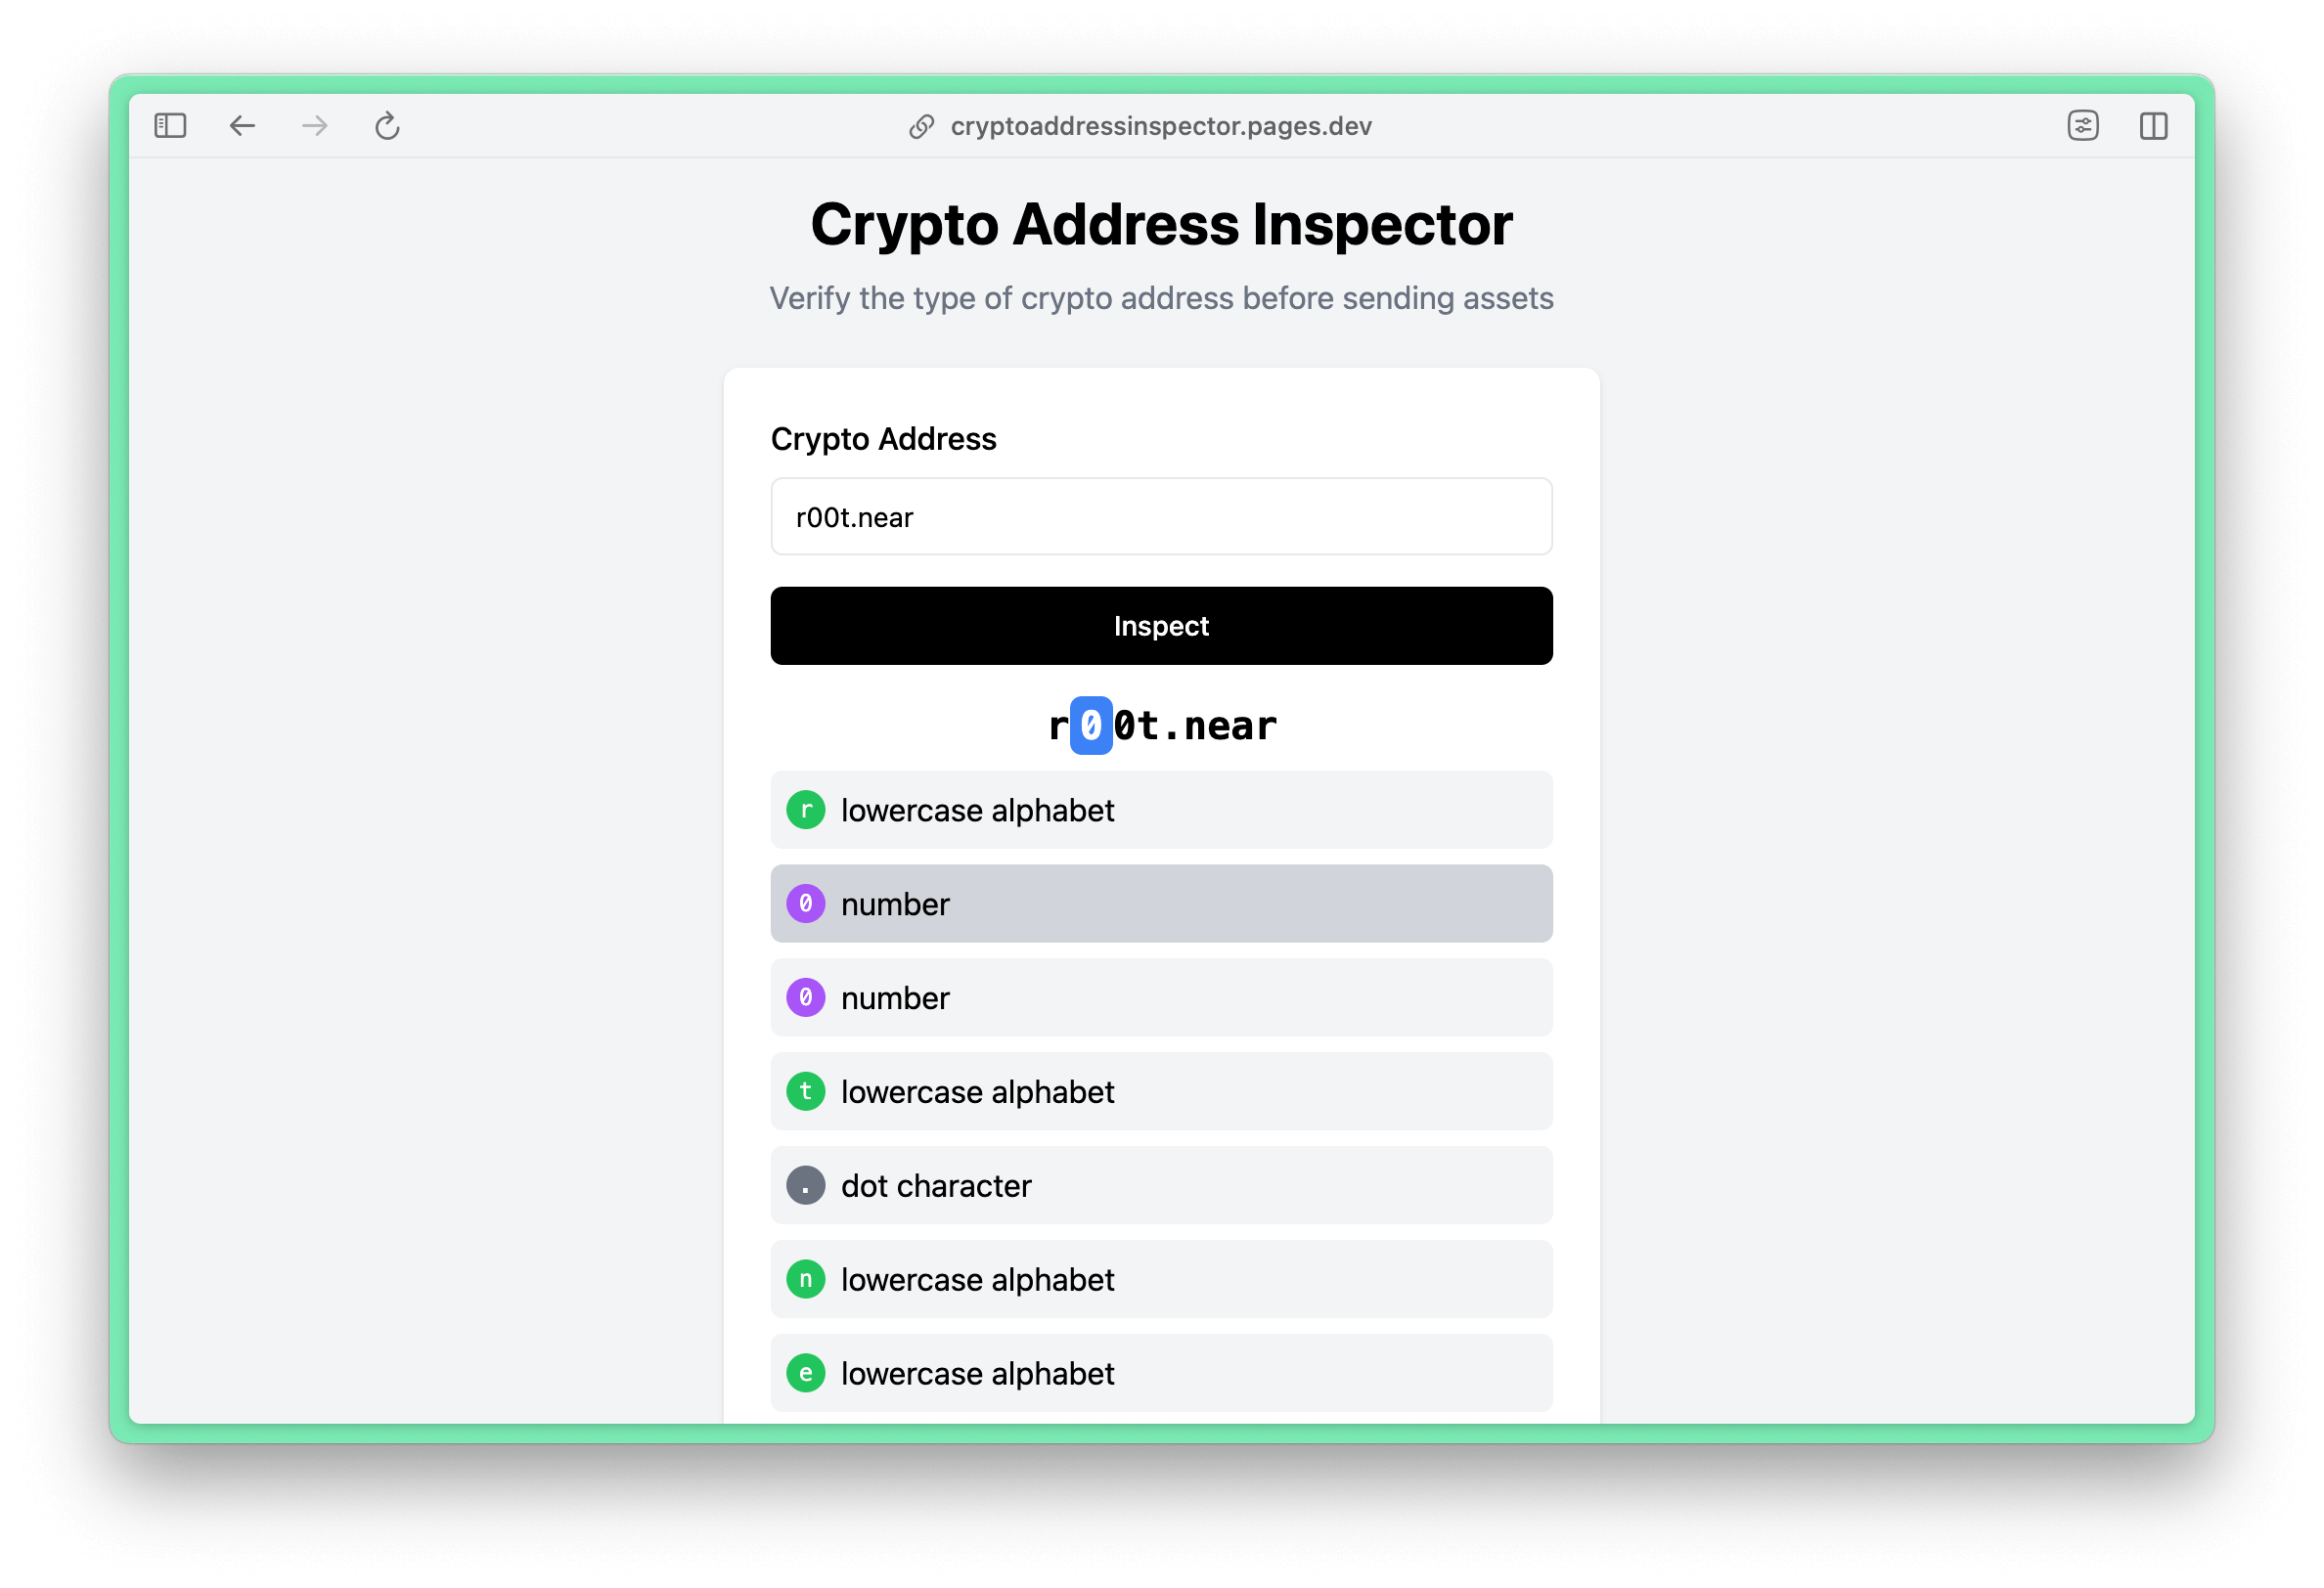 cryptoaddressinspector.pages.dev
Crypto Address Inspector
Verify the type of crypto address before sending assets
Crypto Address
r00t.near
Inspect
r00t.near
r lowercase alphabet
0 number
0 number
t lowercase alphabet
. dot character
n lowercase alphabet
e lowercase alphabet